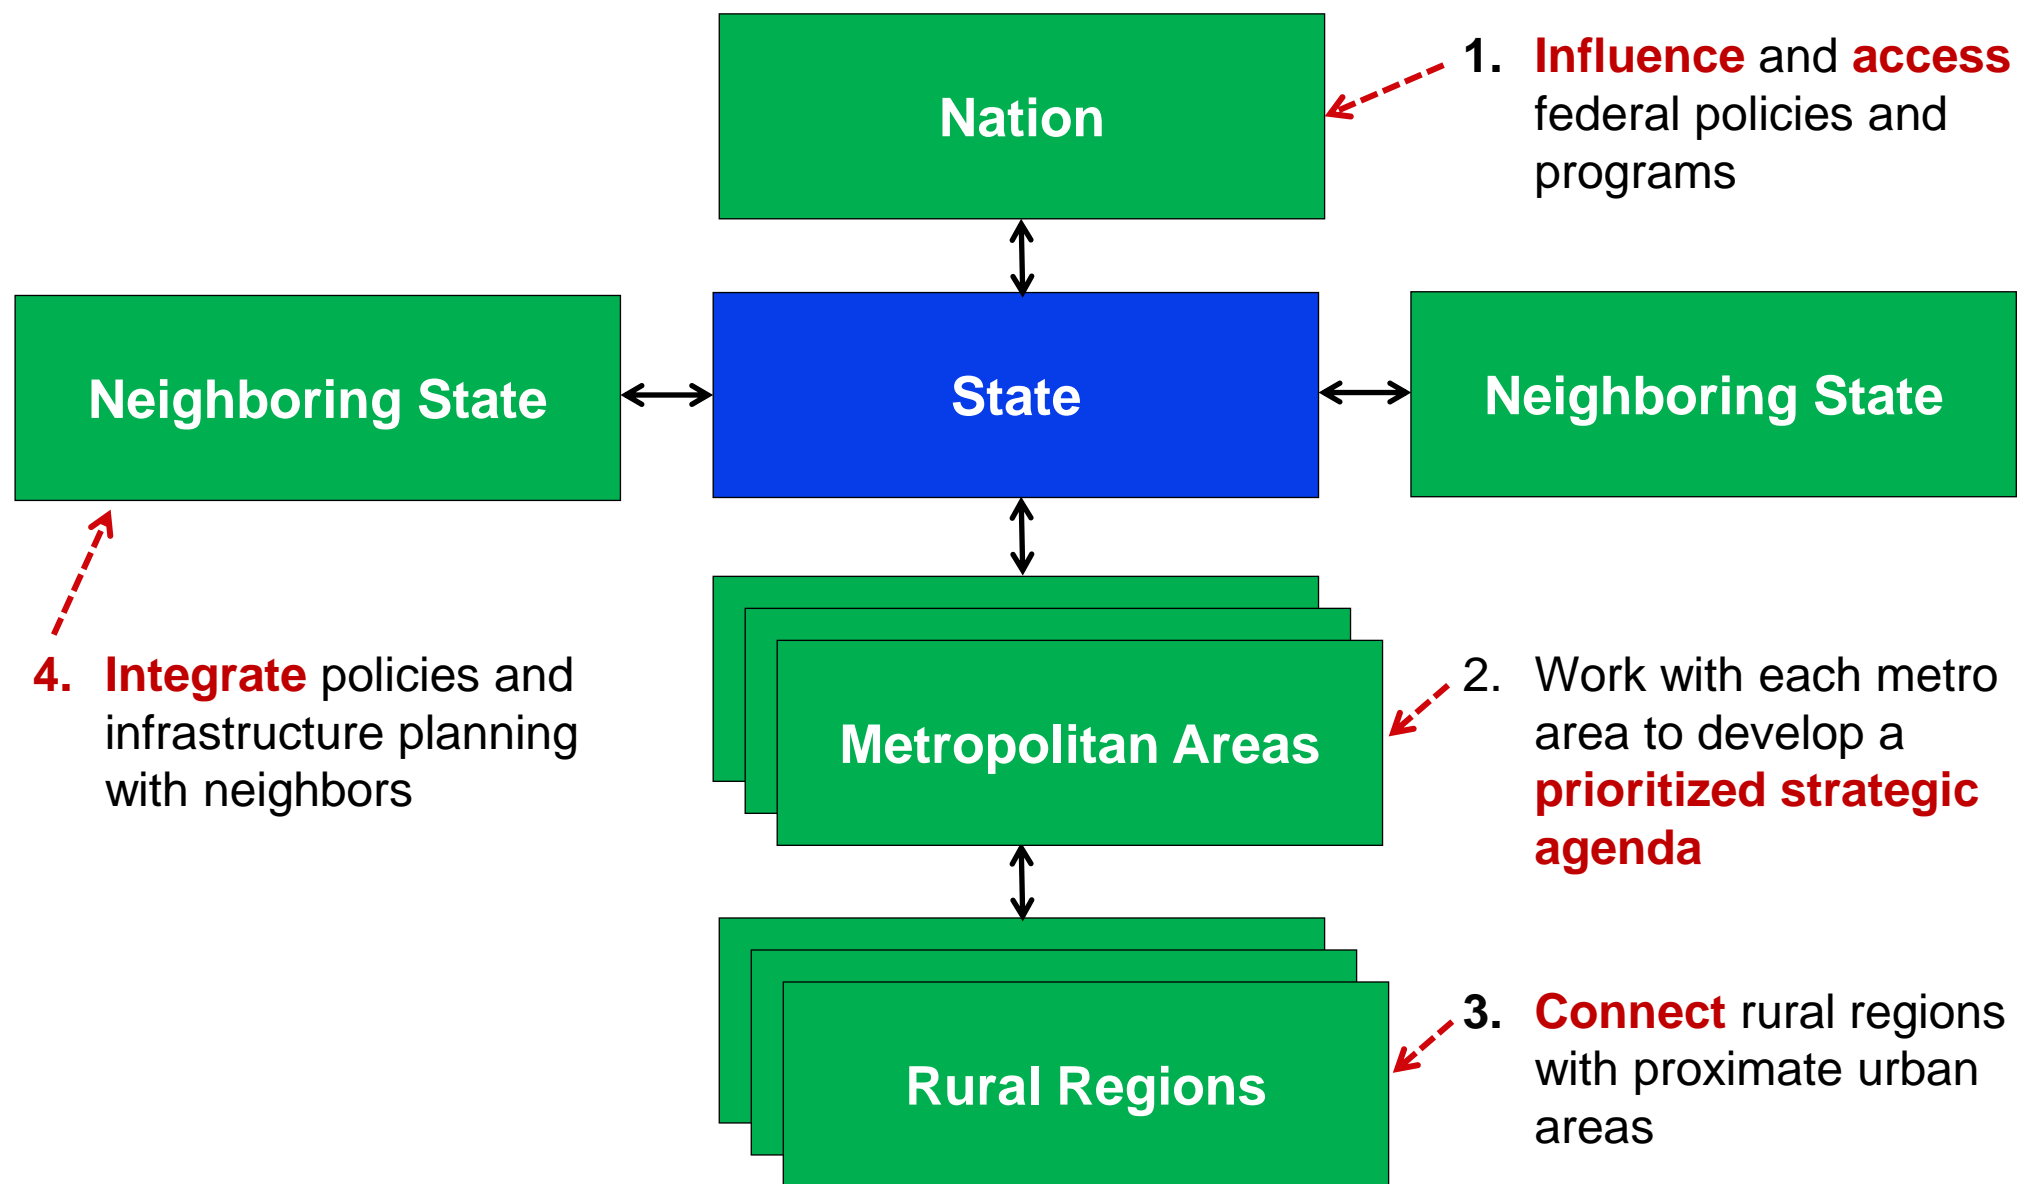 Nation
1. Influence and access
federal policies and
programs
Neighboring State
State
Neighboring State
4. Integrate policies and
infrastructure planning
with neighbors
Metropolitan Areas
2. Work with each metro
area to develop a
prioritized strategic
agenda
Rural Regions
3. Connect rural regions
with proximate urban
areas